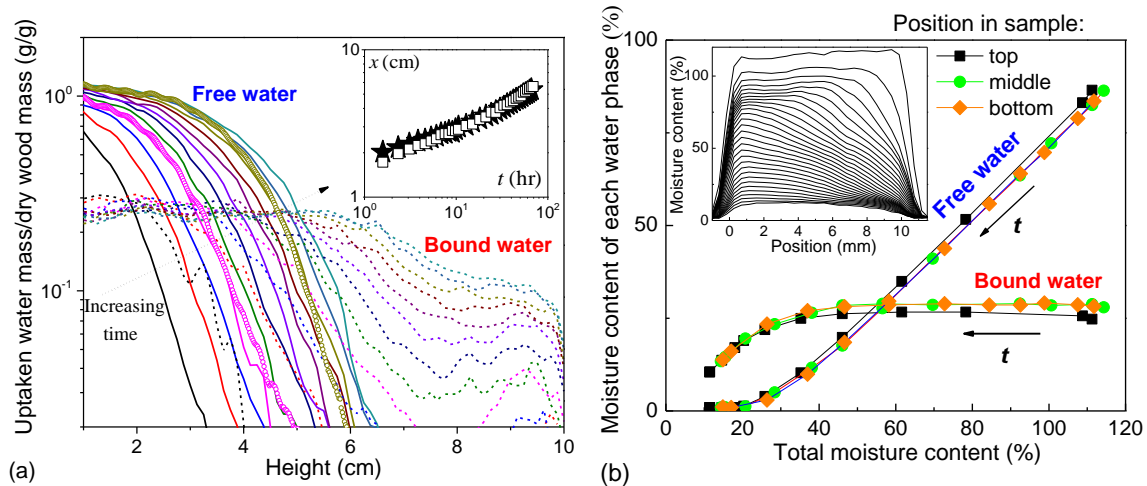 Uptaken water mass/dry wood mass (g/g)
10⁰
10⁻¹
Free water
Bound water
Increasing
time
10
x (cm)
1
10⁰
10¹
10²
t (hr)
2
4
6
8
10
Height (cm)
(a)
Position in sample:
top
middle
bottom
Moisture content of each water phase (%)
100
50
0
Moisture content (%)
100
50
0
0
2
4
6
8
10
Position (mm)
Free water
t
Bound water
t
0
20
40
60
80
100
120
Total moisture content (%)
(b)